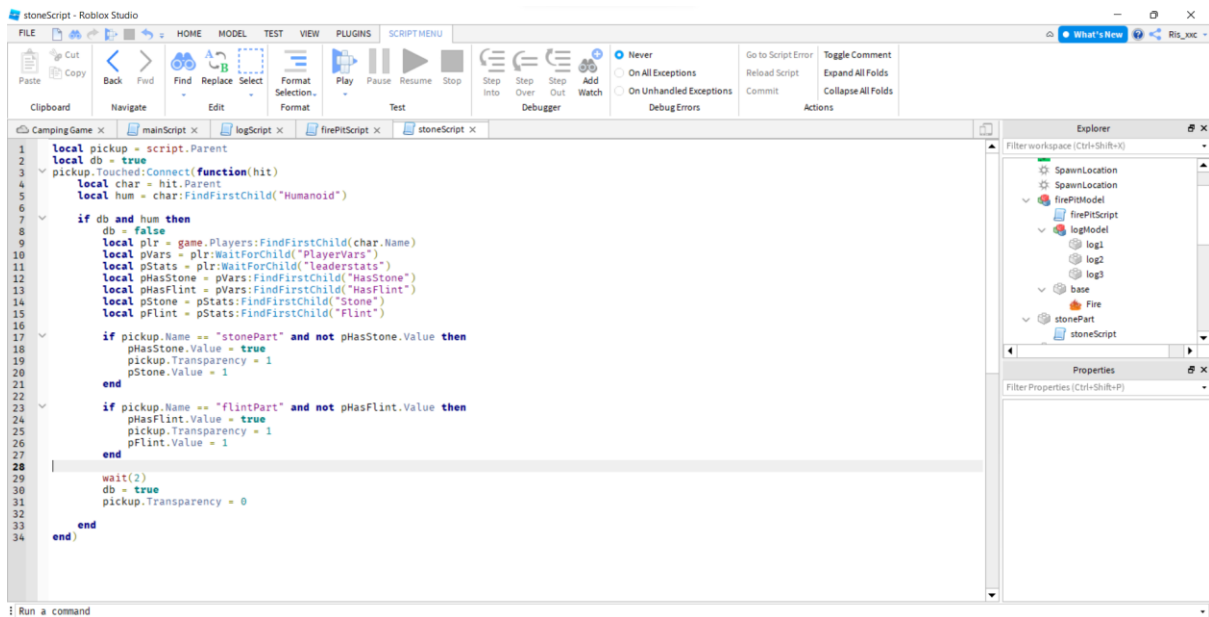 stoneScript - Roblox Studio
FILE HOME MODEL TEST VIEW PLUGINS SCRIPT MENU What's New Ris_xxc
Paste Cut Copy
Clipboard
Back Fwd
Navigate
Find Replace Select
Edit
Format Selection
Format
Play Pause Resume Stop
Test
Step Into Step Over Step Out Add Watch
Debugger
Never
On All Exceptions
On Unhandled Exceptions
Debug Errors
Go to Script Error Toggle Comment
Reload Script Expand All Folds
Commit Collapse All Folds
Actions
Camping Game mainScript logScript firePitScript stoneScript
1 local pickup = script.Parent
2 local db = true
3 pickup.Touched:Connect(function(hit)
4 local char = hit.Parent
5 local hum = char:FindFirstChild("Humanoid")
6
7 if db and hum then
8 db = false
9 local plr = game.Players:FindFirstChild(char.Name)
10 local pVars = plr:WaitForChild("PlayerVars")
11 local pStats = plr:WaitForChild("leaderstats")
12 local pHasStone = pVars:FindFirstChild("HasStone")
13 local pHasFlint = pVars:FindFirstChild("HasFlint")
14 local pStone = pStats:FindFirstChild("Stone")
15 local pFlint = pStats:FindFirstChild("Flint")
16
17 if pickup.Name == "stonePart" and not pHasStone.Value then
18 pHasStone.Value = true
19 pickup.Transparency = 1
20 pStone.Value = 1
21 end
22
23 if pickup.Name == "flintPart" and not pHasFlint.Value then
24 pHasFlint.Value = true
25 pickup.Transparency = 1
26 pFlint.Value = 1
27 end
28
29 wait(2)
30 db = true
31 pickup.Transparency = 0
32
33 end
34 end)
Explorer
Filter workspace (Ctrl+Shift+X)
SpawnLocation
SpawnLocation
firePitModel
firePitScript
logModel
log1
log2
log3
base
Fire
stonePart
stoneScript
Properties
Filter Properties (Ctrl+Shift+P)
Run a command